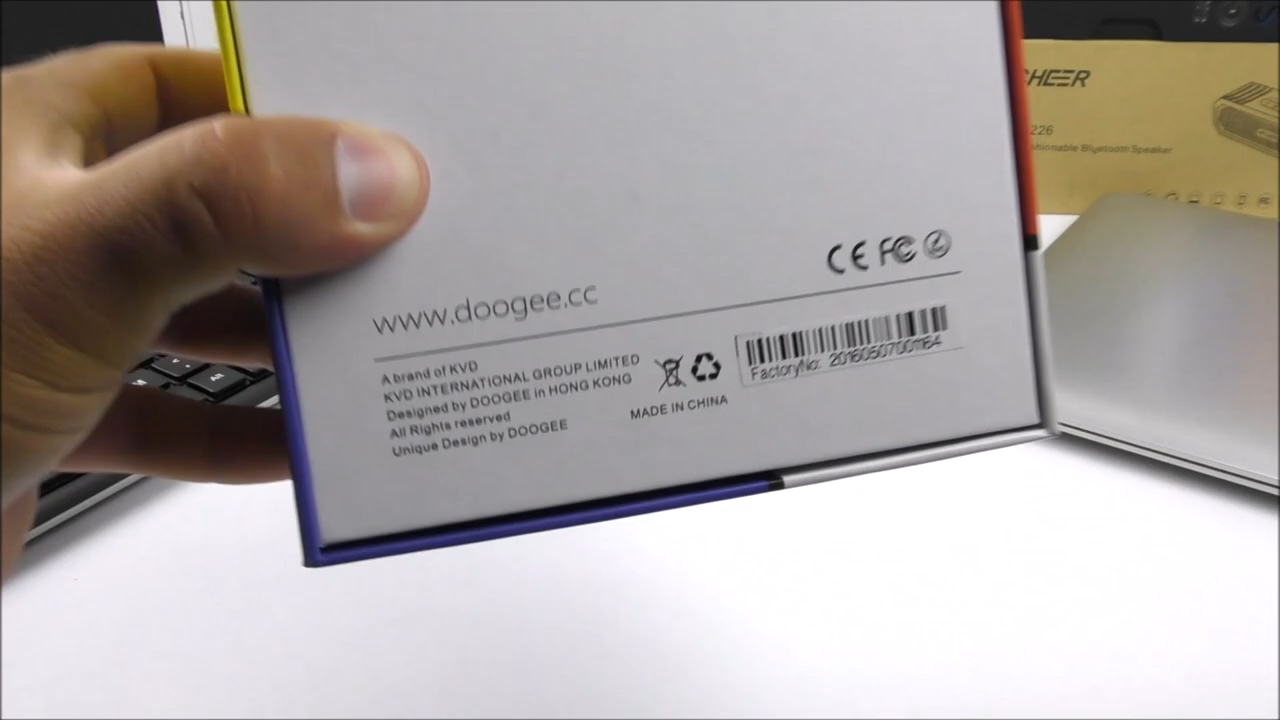 www.doogee.cc
CE FC
A brand of KVD
KVD INTERNATIONAL GROUP LIMITED
Designed by DOOGEE in HONG KONG
All Rights reserved
Unique Design by DOOGEE
MADE IN CHINA
FactoryNo: 20160507001164
CHEER
226
Bluetooth Speaker
Alt
M